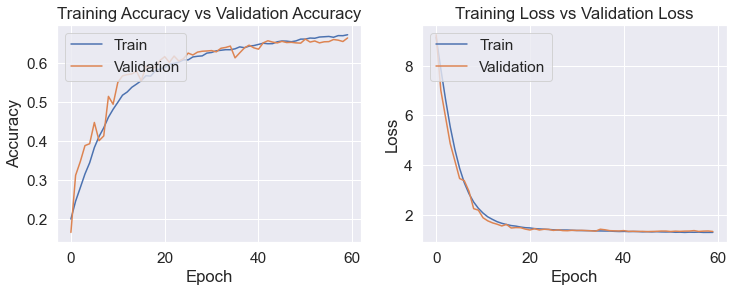 Training Accuracy vs Validation Accuracy
Train
Validation
0.6
0.5
0.4
0.3
0.2
Accuracy
0
20
40
60
Epoch
Training Loss vs Validation Loss
Train
Validation
8
6
4
2
Loss
0
20
40
60
Epoch